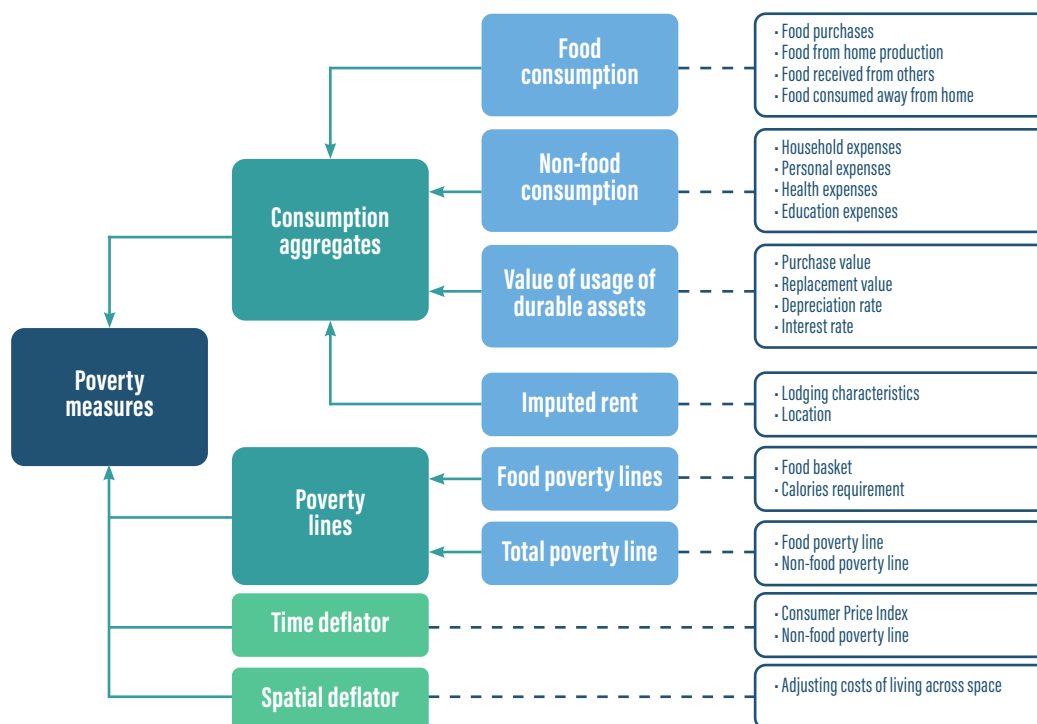 Food
consumption
· Food purchases
· Food from home production
· Food received from others
· Food consumed away from home
Non-food
consumption
· Household expenses
· Personal expenses
· Health expenses
· Education expenses
Consumption
aggregates
Value of usage of
durable assets
· Purchase value
· Replacement value
· Depreciation rate
· Interest rate
Poverty
measures
Imputed rent
· Lodging characteristics
· Location
Poverty
lines
Food poverty lines
· Food basket
· Calories requirement
Total poverty line
· Food poverty line
· Non-food poverty line
Time deflator
· Consumer Price Index
· Non-food poverty line
Spatial deflator
· Adjusting costs of living across space